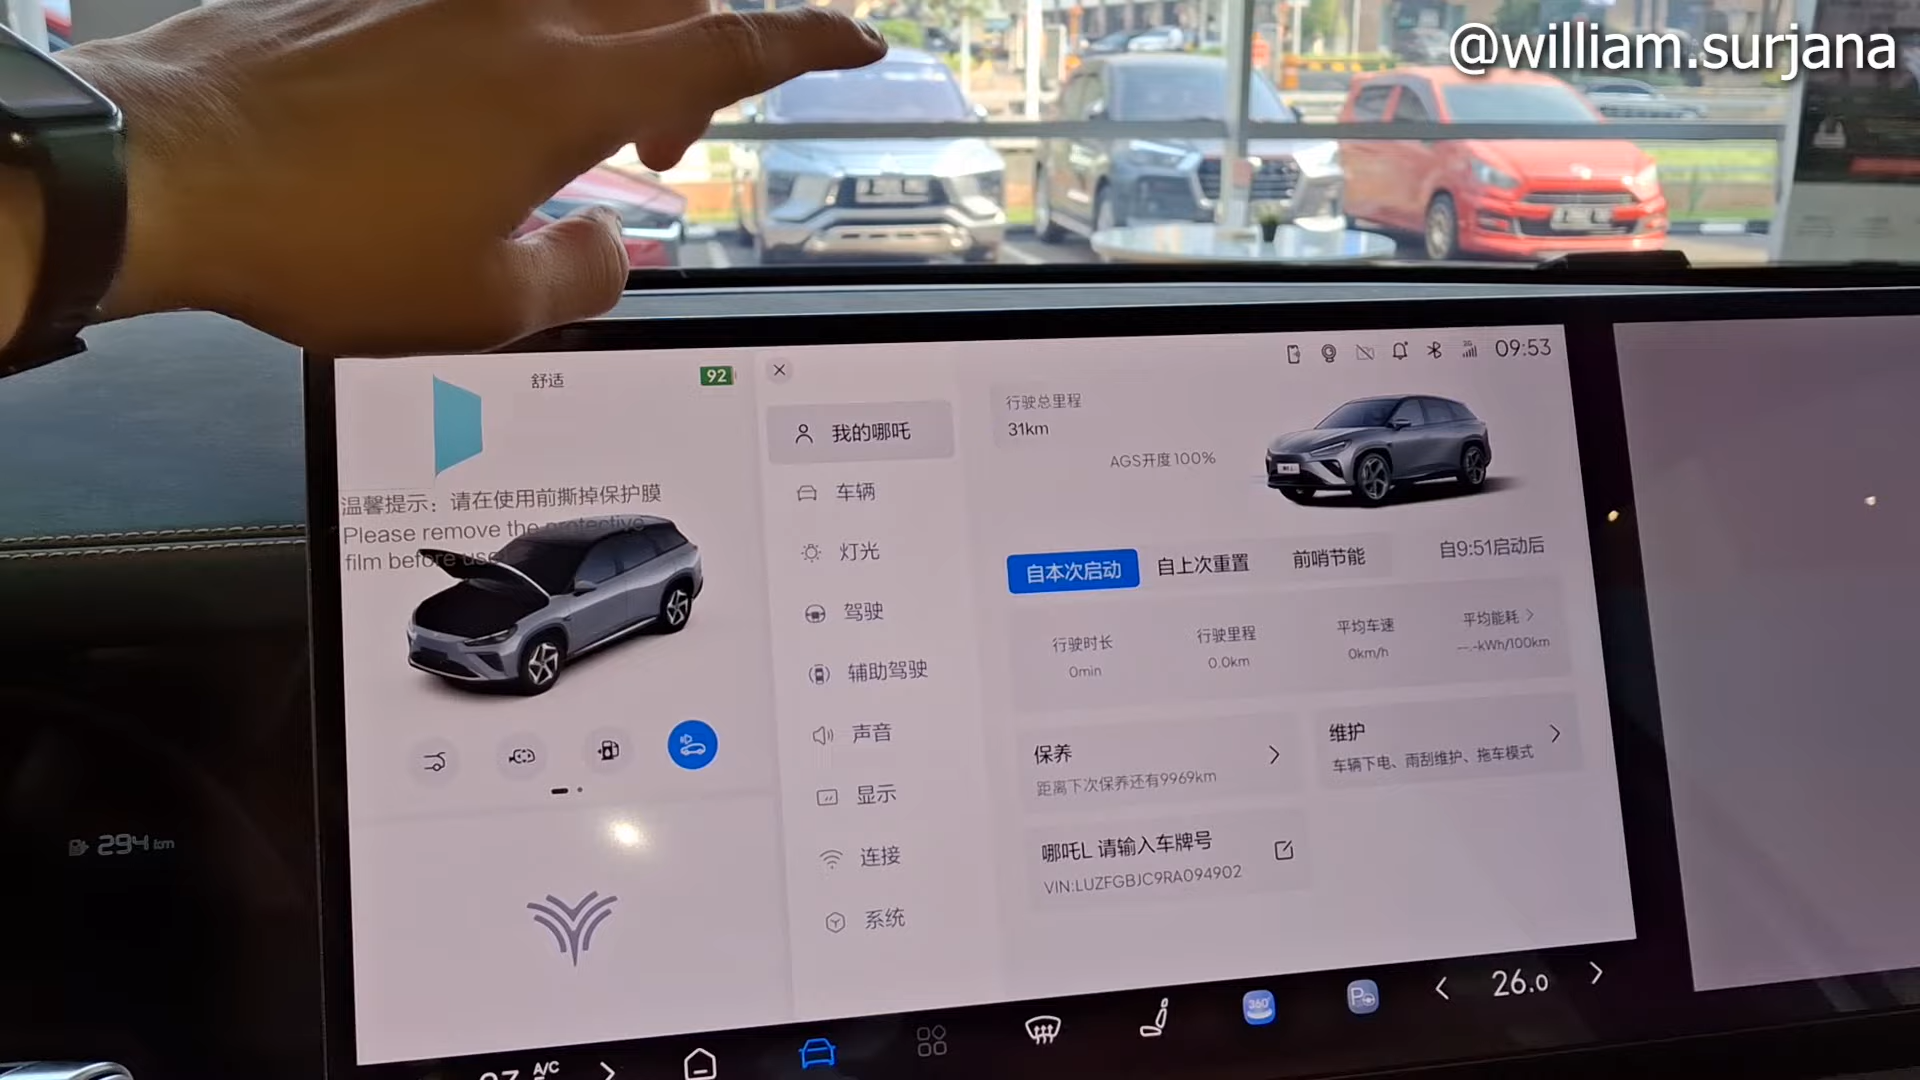 @william.surjana
舒适
92
09:53
温馨提示：请在使用前撕掉保护膜
Please remove the protective
film before use
我的哪吒
车辆
灯光
驾驶
辅助驾驶
声音
显示
连接
系统
行驶总里程
31km
AGS开度100%
自本次启动
自上次重置
前哨节能
自9:51启动后
行驶时长
0min
行驶里程
0.0km
平均车速
0km/h
平均能耗
--.-kWh/100km
保养
距离下次保养还有9969km
维护
车辆下电、雨刮维护、拖车模式
哪吒L 请输入车牌号
VIN:LUZFGBJC9RA094902
294 km
A/C
360°
P
26.0